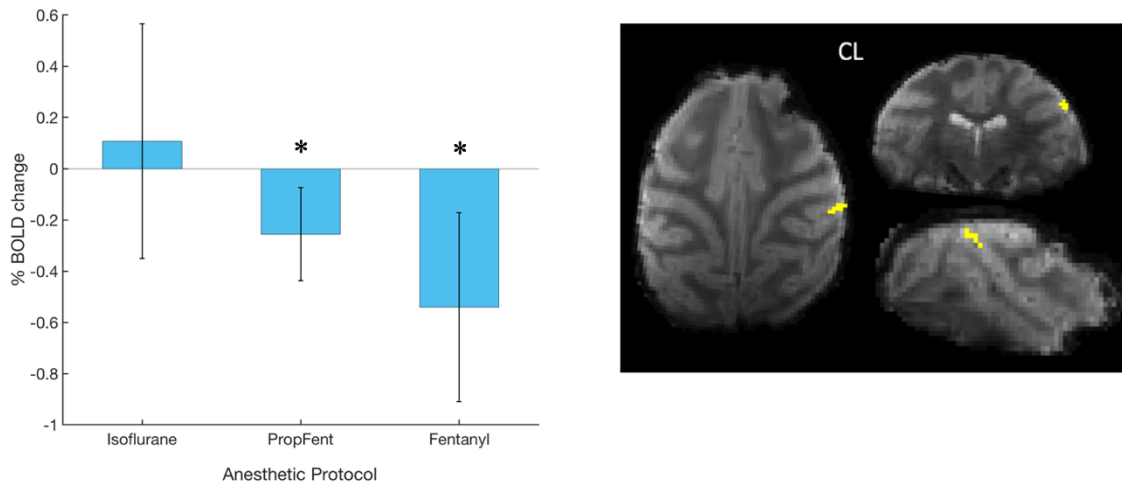 0.6
0.4
0.2
0
-0.2
-0.4
-0.6
-0.8
-1
% BOLD change
*
*
Isoflurane PropFent Fentanyl
Anesthetic Protocol
CL